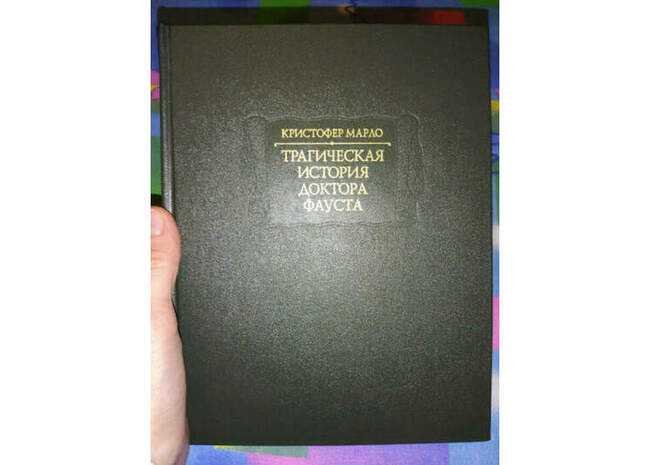 КРИСТОФЕР МАРЛО
ТРАГИЧЕСКАЯ
ИСТОРИЯ
ДОКТОРА
ФАУСТА